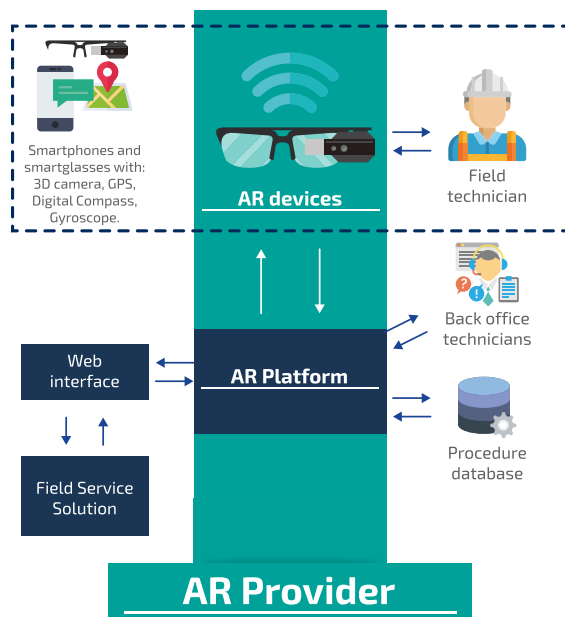 Smartphones and
smartglasses with:
3D camera, GPS,
Digital Compass,
Gyroscope.
AR devices
Field
technician
Back office
technicians
Web
interface
AR Platform
Procedure
database
Field Service
Solution
AR Provider